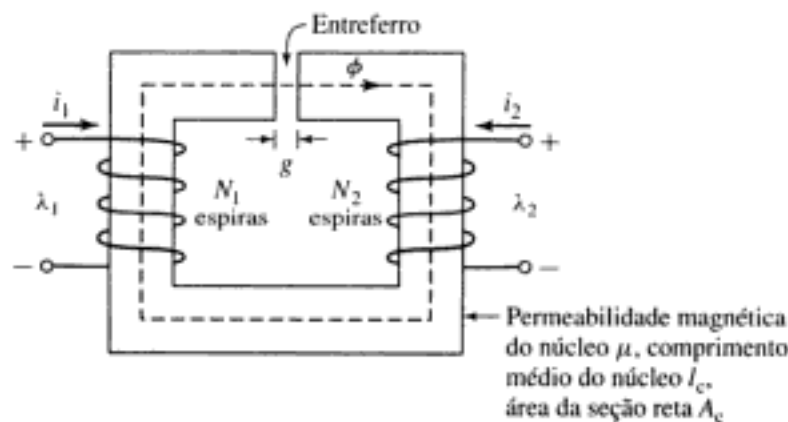 Entreferro
ϕ
i1
i2
+
+
g
N1
espiras
N2
espiras
λ1
λ2
−
−
Permeabilidade magnética
do núcleo μ, comprimento
médio do núcleo lc,
área da seção reta Ac